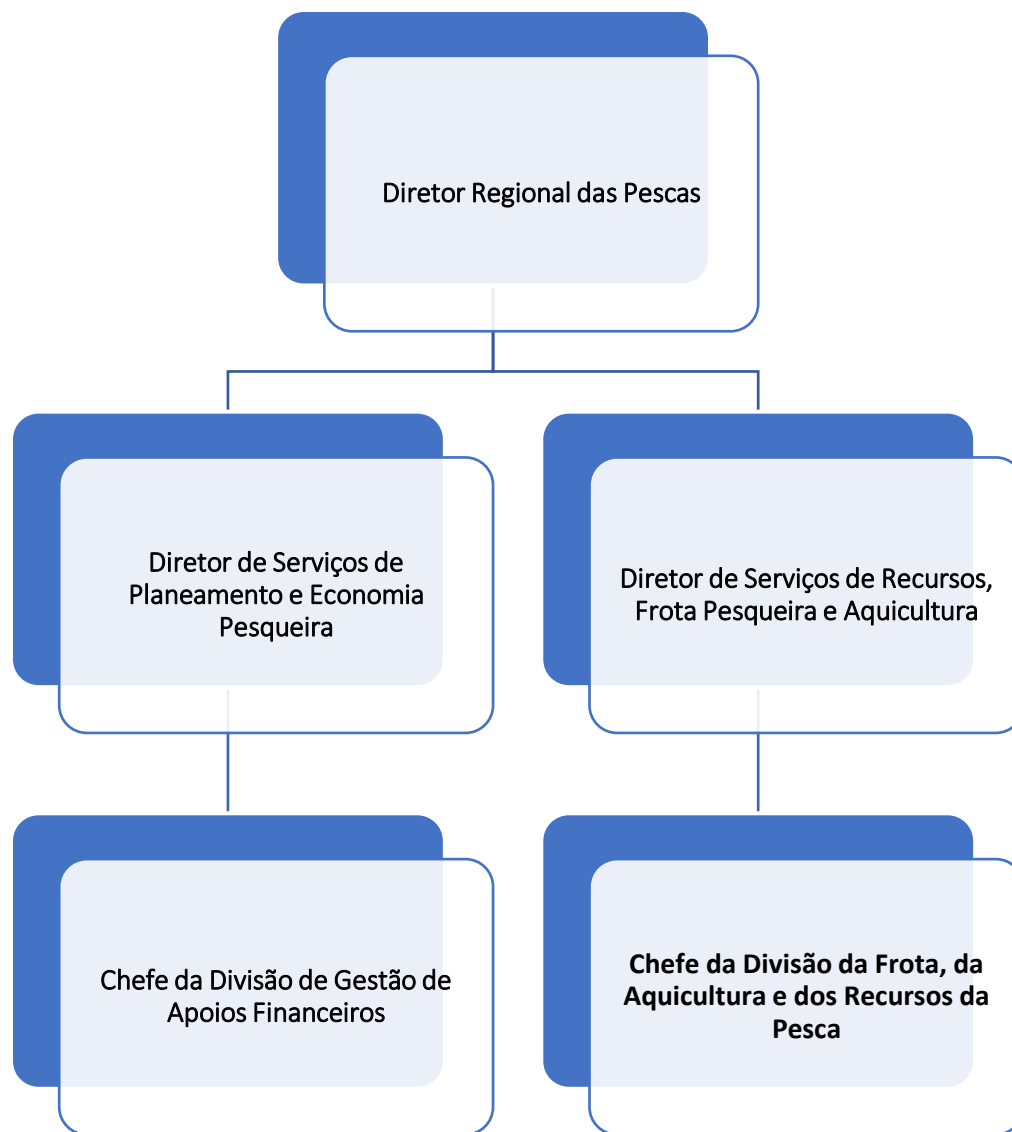 Diretor Regional das Pescas
Diretor de Serviços de
Planeamento e Economia
Pesqueira
Diretor de Serviços de Recursos,
Frota Pesqueira e Aquicultura
Chefe da Divisão de Gestão de
Apoios Financeiros
Chefe da Divisão da Frota, da
Aquicultura e dos Recursos da
Pesca